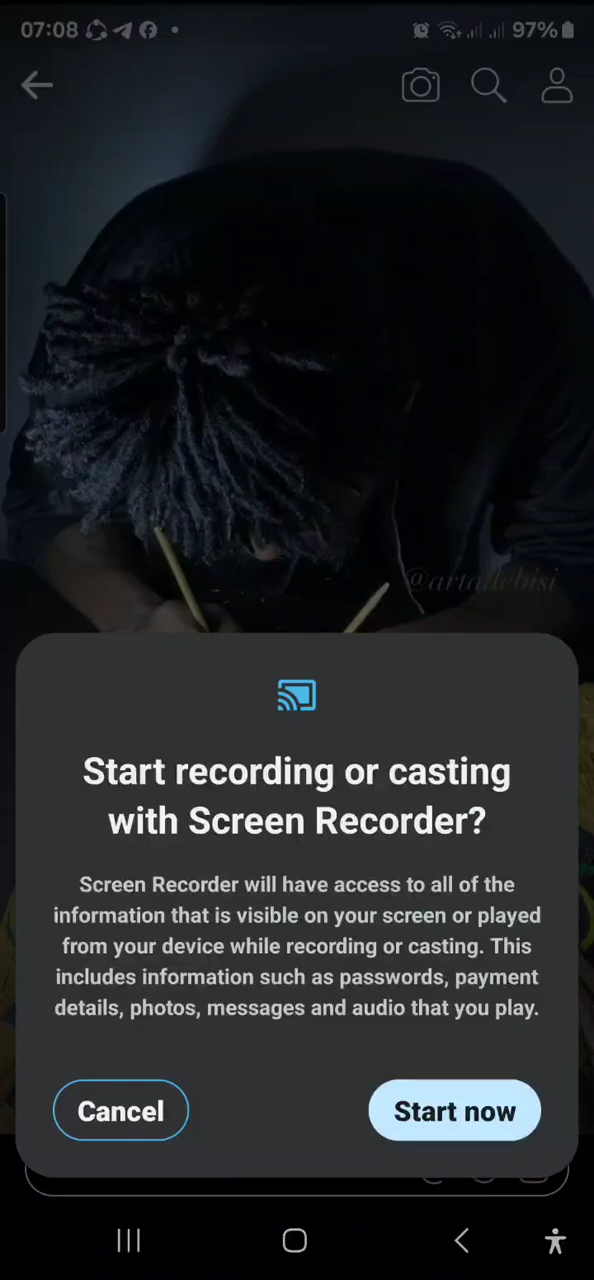 07:08
97%
@artadebisi
Start recording or casting
with Screen Recorder?
Screen Recorder will have access to all of the
information that is visible on your screen or played
from your device while recording or casting. This
includes information such as passwords, payment
details, photos, messages and audio that you play.
Cancel
Start now